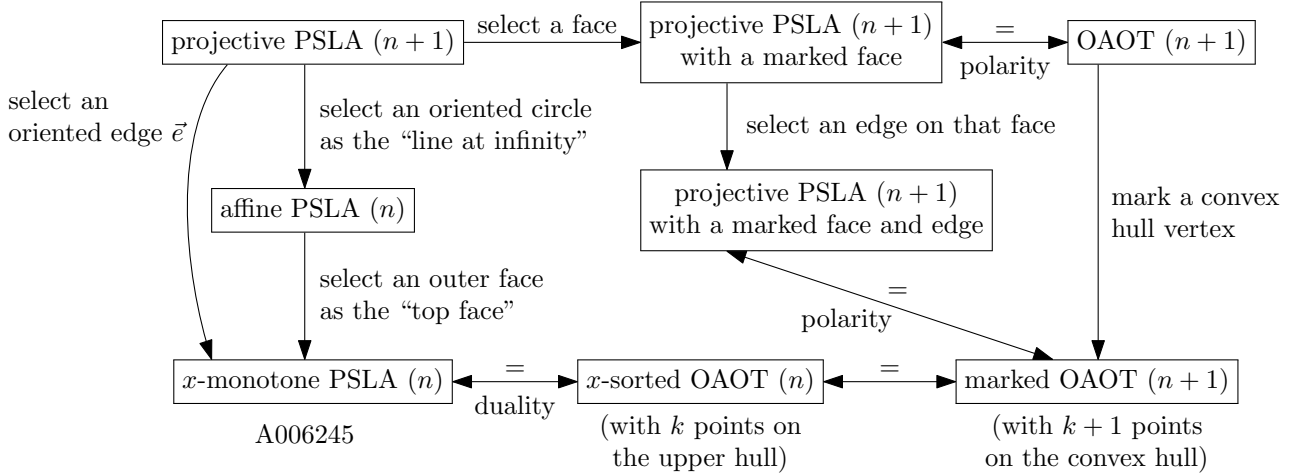 projective PSLA (n + 1)
select a face
projective PSLA (n + 1)
with a marked face
=
polarity
OAOT (n + 1)
select an
oriented edge e⃗
select an oriented circle
as the “line at infinity”
select an edge on that face
affine PSLA (n)
projective PSLA (n + 1)
with a marked face and edge
mark a convex
hull vertex
select an outer face
as the “top face”
=
polarity
x-monotone PSLA (n)
=
duality
x-sorted OAOT (n)
=
marked OAOT (n + 1)
A006245
(with k points on
the upper hull)
(with k + 1 points
on the convex hull)